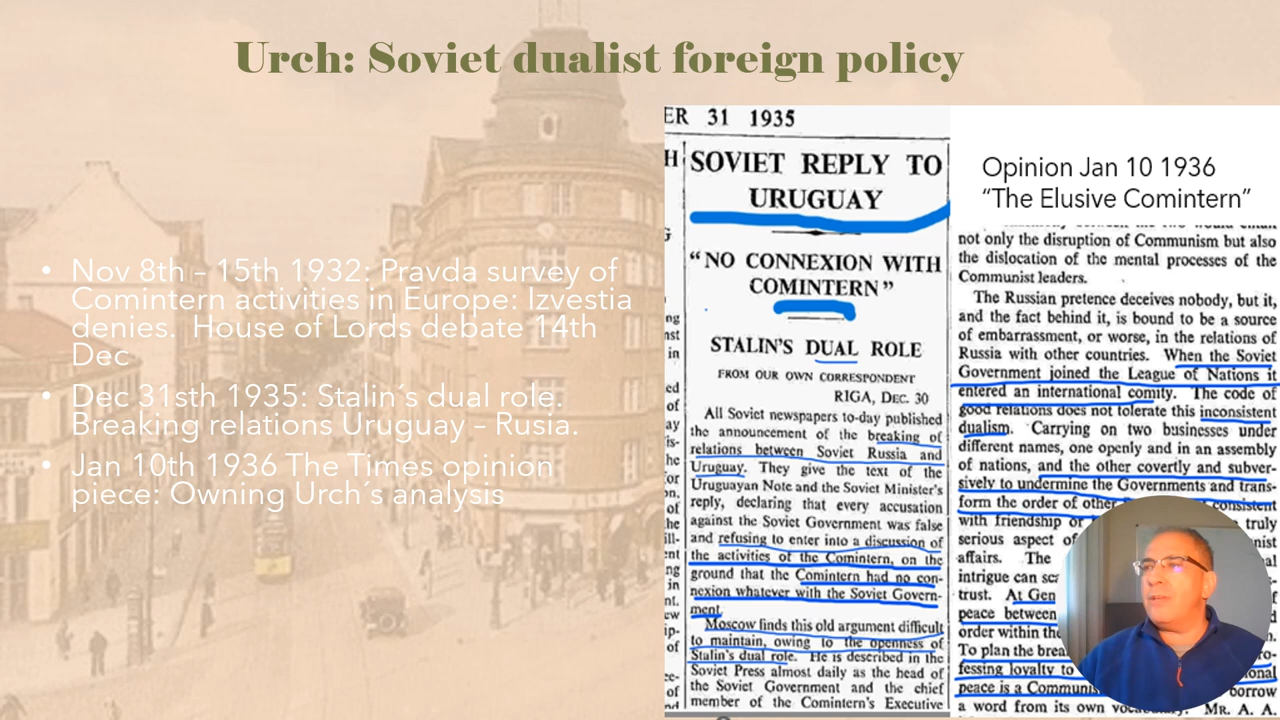 Urch: Soviet dualist foreign policy
• Nov 8th – 15th 1932: Pravda survey of
Comintern activities in Europe: Izvestia
denies. House of Lords debate 14th
Dec
• Dec 31sth 1935: Stalin´s dual role.
Breaking relations Uruguay – Rusia.
• Jan 10th 1936 The Times opinion
piece: Owning Urch´s analysis
ER 31 1935
SOVIET REPLY TO
URUGUAY
“NO CONNEXION WITH
COMINTERN”
STALIN'S DUAL ROLE
FROM OUR OWN CORRESPONDENT
RIGA, DEC. 30
All Soviet newspapers to-day published
the announcement of the breaking of
relations between Soviet Russia and
Uruguay. They give the text of the
Uruguayan Note and the Soviet Minister's
reply, declaring that every accusation
against the Soviet Government was false
and refusing to enter into a discussion of
the activities of the Comintern, on the
ground that the Comintern had no con-
nexion whatever with the Soviet Govern-
ment.
Moscow finds this old argument difficult
to maintain, owing to the openness of
Stalin's dual role. He is described in the
Soviet Press almost daily as the head of
the Soviet Government and the chief
member of the Comintern's Executive
Opinion Jan 10 1936
“The Elusive Comintern”
not only the disruption of Communism but also
the dislocation of the mental processes of the
Communist leaders.
The Russian pretence deceives nobody, but it,
and the fact behind it, is bound to be a source
of embarrassment, or worse, in the relations of
Russia with other countries. When the Soviet
Government joined the League of Nations it
entered an international comity. The code of
good relations does not tolerate this inconsistent
dualism. Carrying on two businesses under
different names, one openly and in an assembly
of nations, and the other covertly and subver-
sively to undermine the Governments and trans-
form the order of other consistent
with friendship or truly
serious aspect of
affairs. The
intrigue can
trust. At Gen
peace between
order within the
To plan the brea
fessing loyalty to
peace is a Communis borrow
a word from its own MR. A. A.